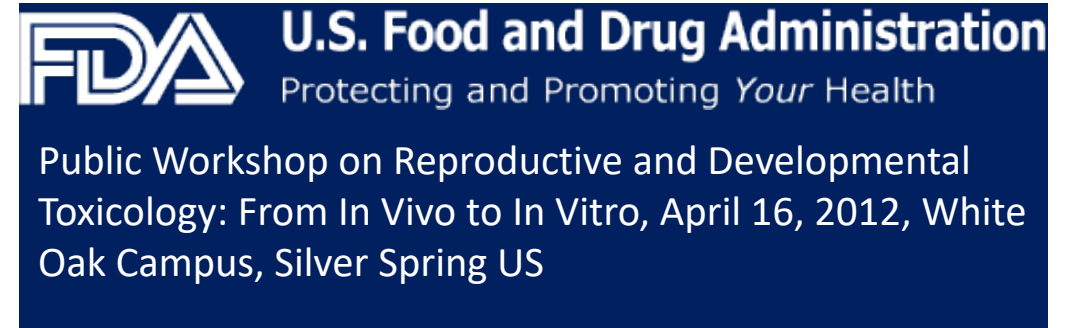 FDA
U.S. Food and Drug Administration
Protecting and Promoting Your Health
Public Workshop on Reproductive and Developmental
Toxicology: From In Vivo to In Vitro, April 16, 2012, White
Oak Campus, Silver Spring US